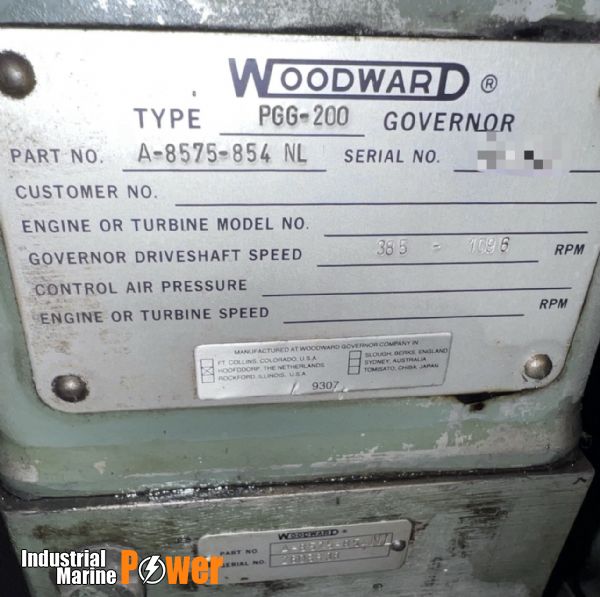 WOODWARD ®
TYPE PGG-200 GOVERNOR
PART NO. A-8575-854 NL SERIAL NO.
CUSTOMER NO.
ENGINE OR TURBINE MODEL NO.
GOVERNOR DRIVESHAFT SPEED 385 - 1096 RPM
CONTROL AIR PRESSURE
ENGINE OR TURBINE SPEED RPM
MANUFACTURED AT WOODWARD GOVERNOR COMPANY IN
FT. COLLINS, COLORADO, U.S.A. SLOUGH, BERKS, ENGLAND
HOOFDDORP, THE NETHERLANDS SYDNEY, AUSTRALIA
ROCKFORD, ILLINOIS, U.S.A. TOMISATO, CHIBA, JAPAN
/ 9307
WOODWARD
PART NO
SERIAL NO
Industrial
Marine Power